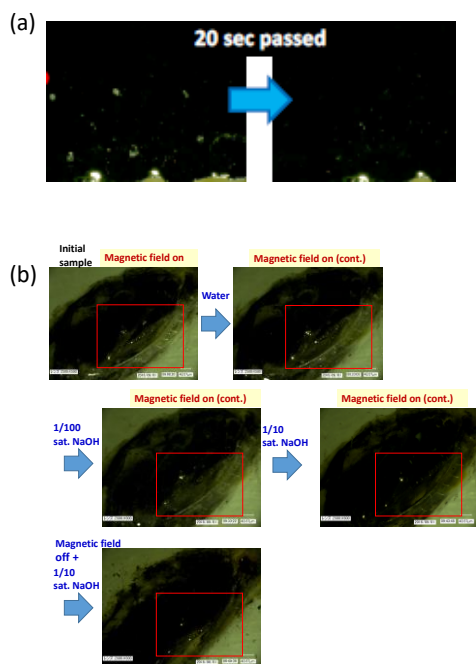 (a)
20 sec passed
(b)
Initial
sample
Magnetic field on
Water
Magnetic field on (cont.)
1/100
sat. NaOH
Magnetic field on (cont.)
1/10
sat. NaOH
Magnetic field on (cont.)
Magnetic field
off +
1/10
sat. NaOH